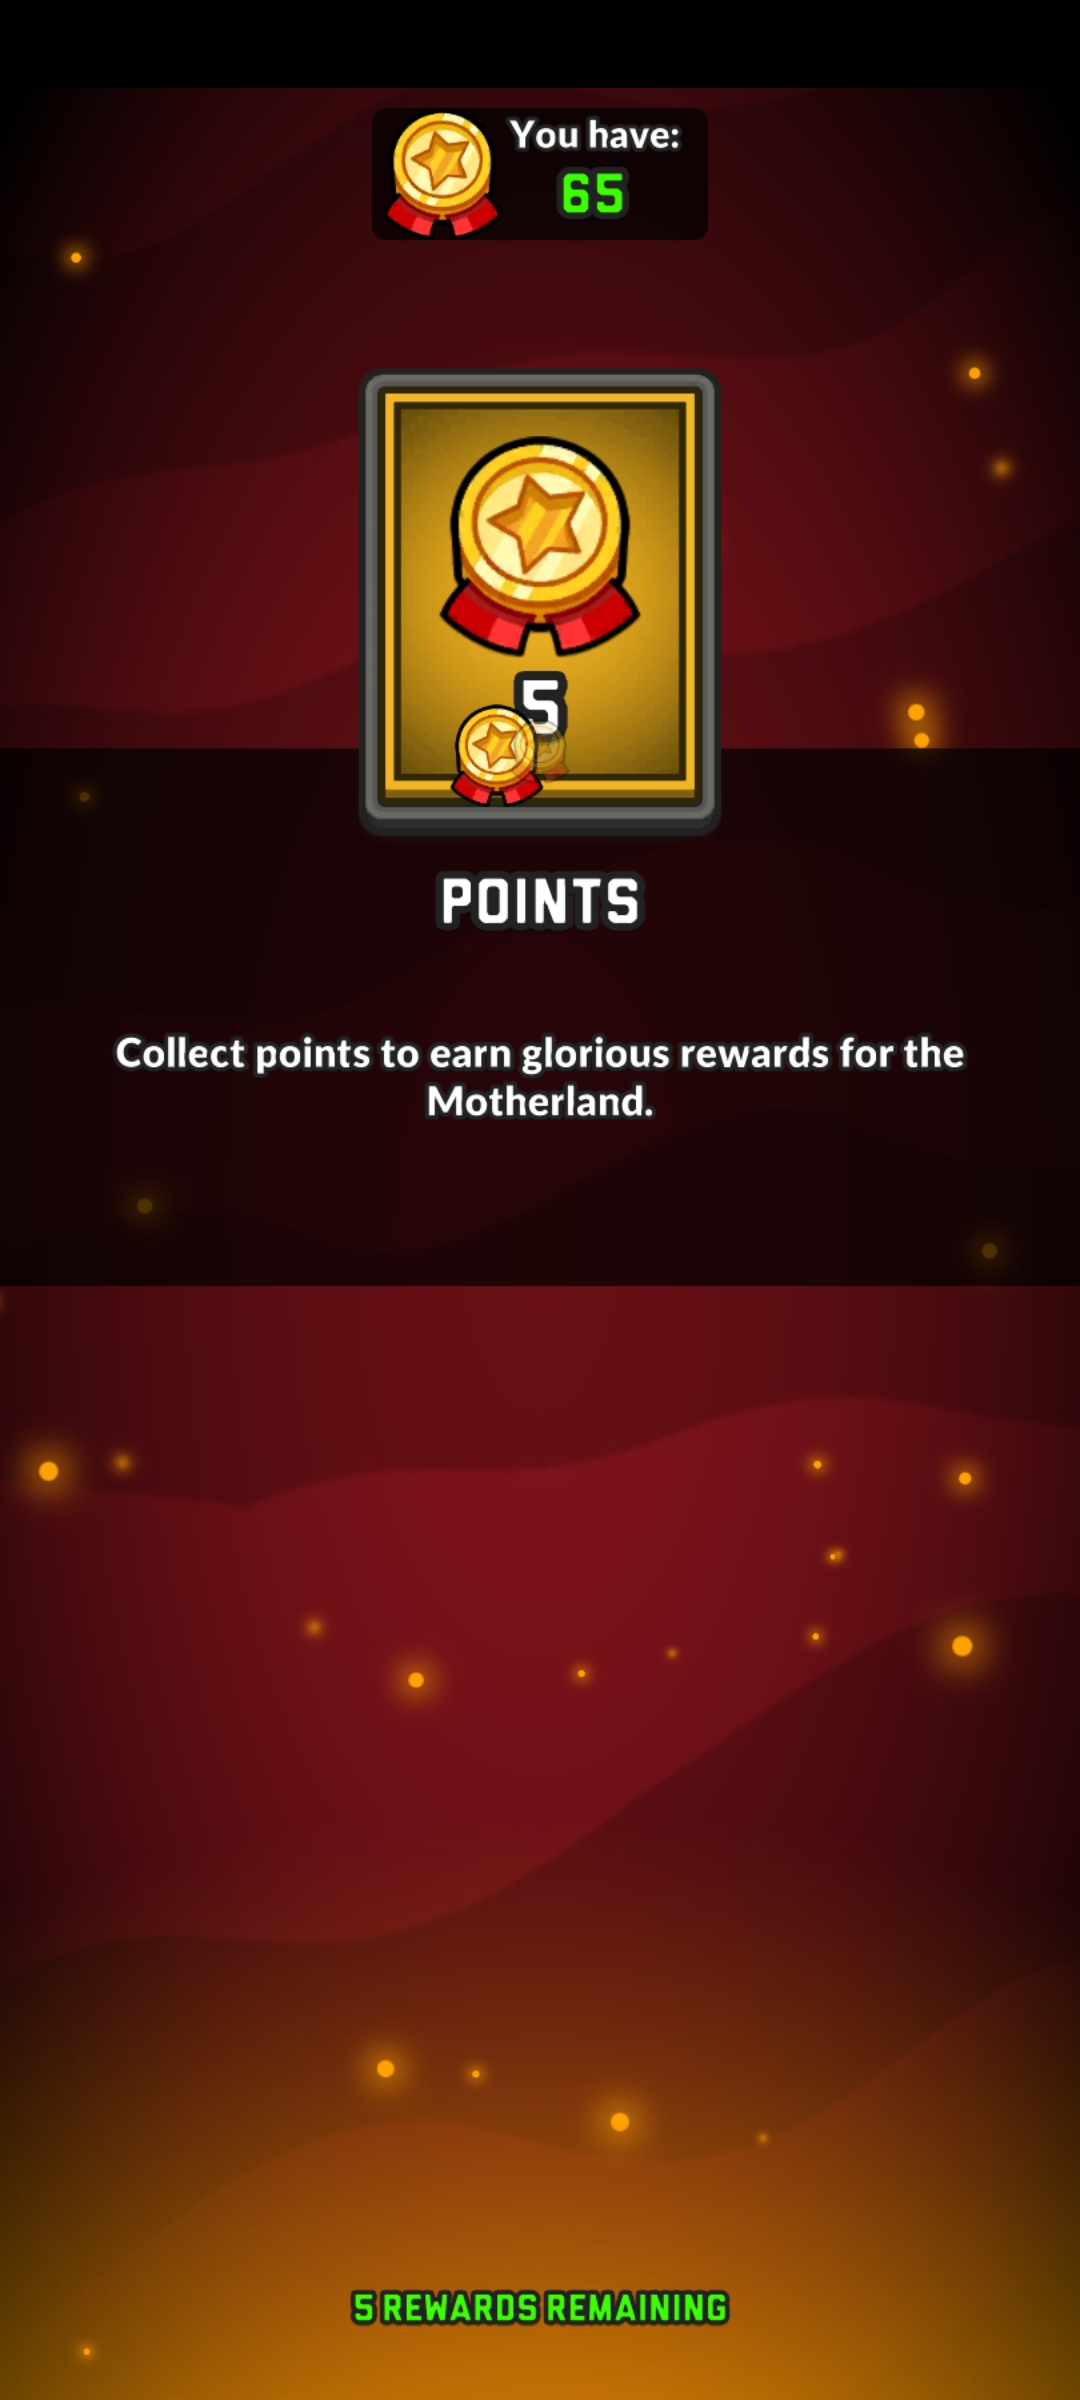 You have:
65
5
POINTS
Collect points to earn glorious rewards for the
Motherland.
5 REWARDS REMAINING